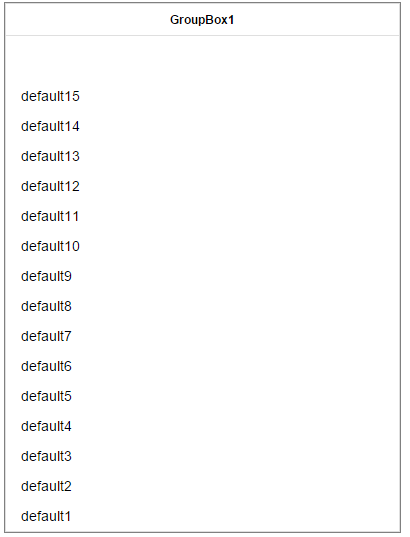 GroupBox1
default15
default14
default13
default12
default11
default10
default9
default8
default7
default6
default5
default4
default3
default2
default1